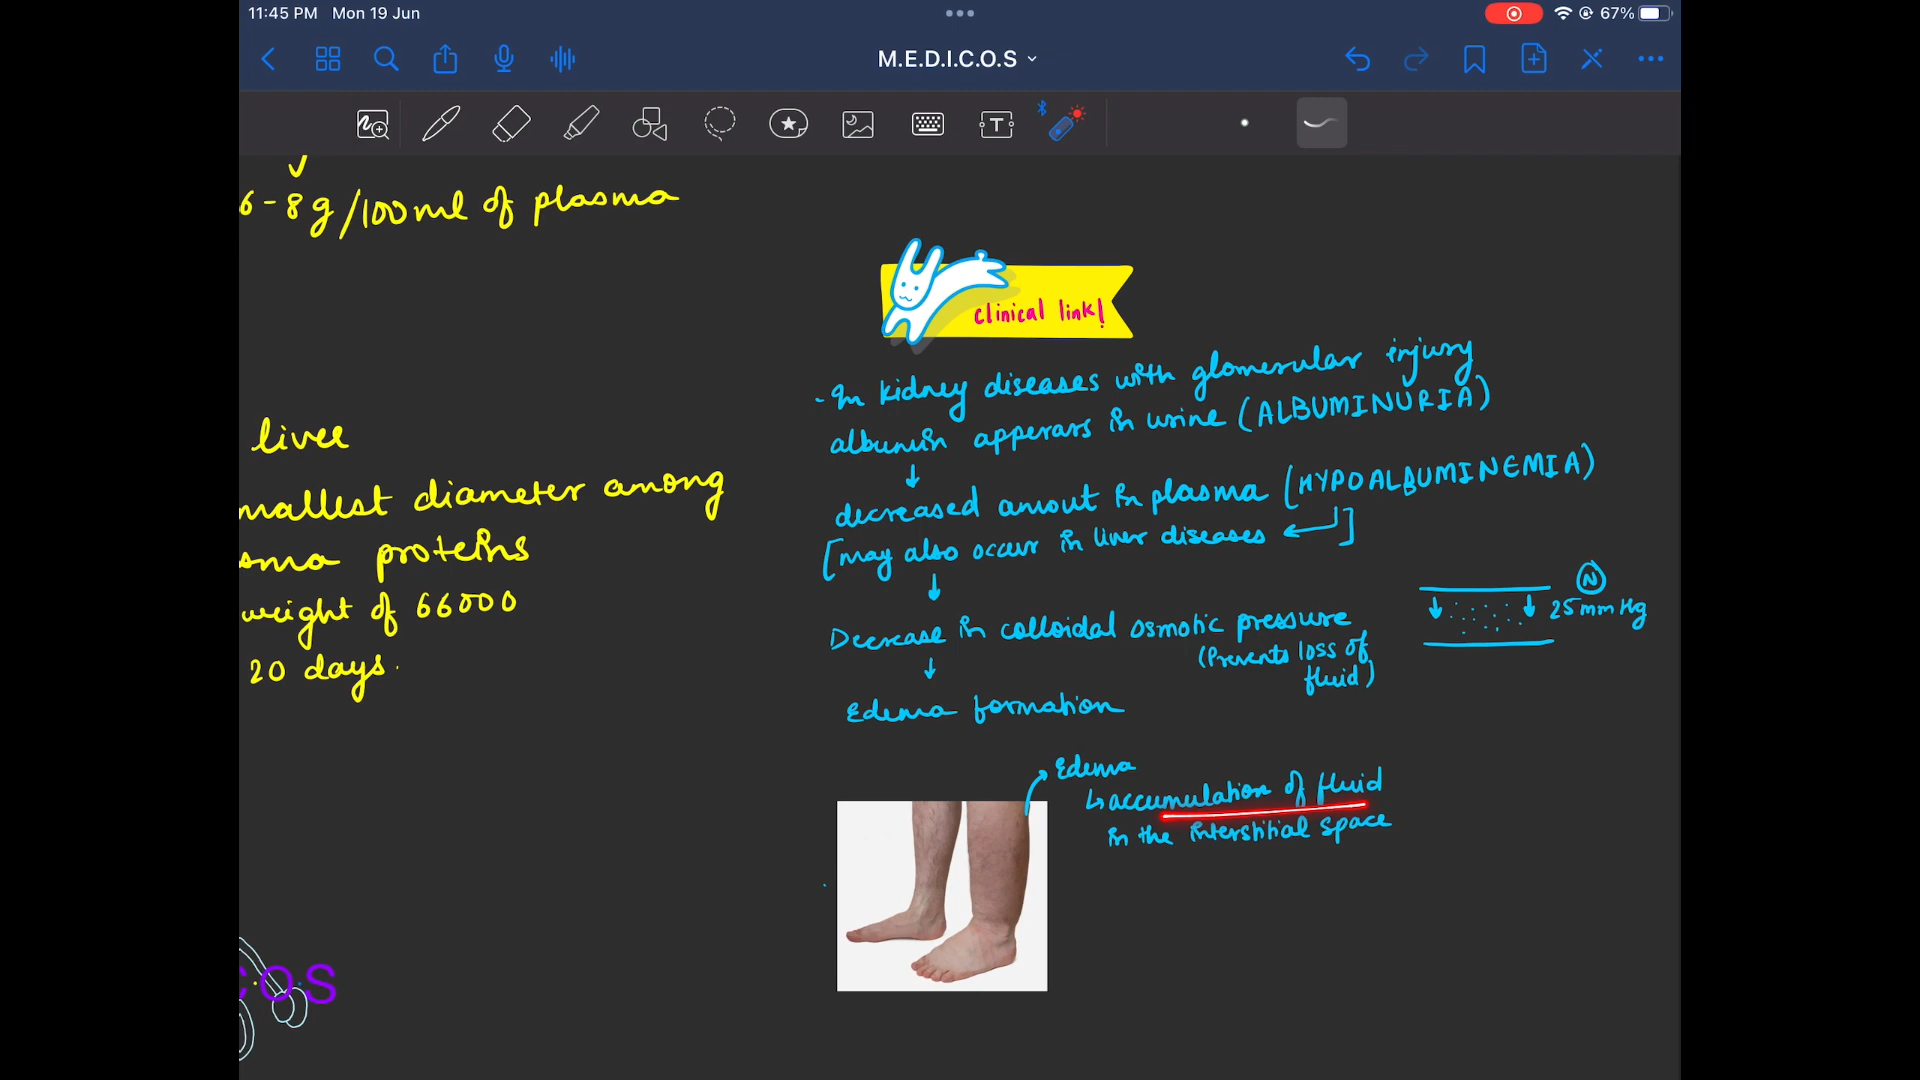 11:45 PM Mon 19 Jun
67%
M.E.D.I.C.O.S
6-8g/100ml of plasma
clinical link!
- In kidney diseases with glomerular injury
albumin apperars in urine (ALBUMINURIA)
↓
decreased amout in plasma (HYPOALBUMINEMIA)
[may also occur in liver diseases ← ]
↓
Decrease in colloidal osmotic pressure
(Prevents loss of
fluid)
↓
Edema formation
N
25mmHg
Edema
↳ accumulation of fluid
in the interstitial space
liver
mallest diameter among
sma proteins
weight of 66000
20 days.
COS